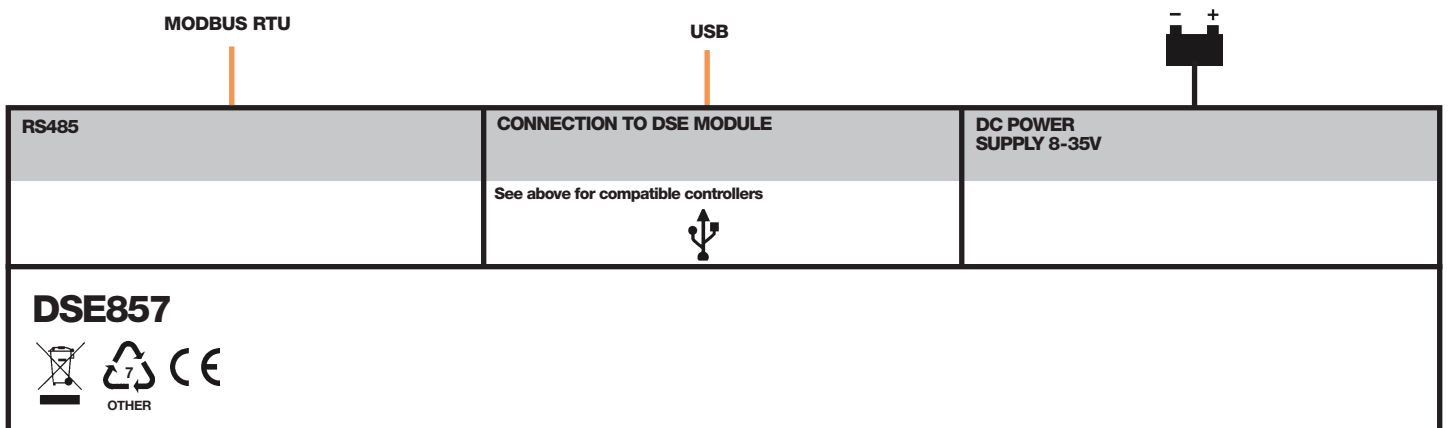 MODBUS RTU
USB
− +
RS485
CONNECTION TO DSE MODULE
DC POWER
SUPPLY 8-35V
See above for compatible controllers
DSE857
7
CE
OTHER